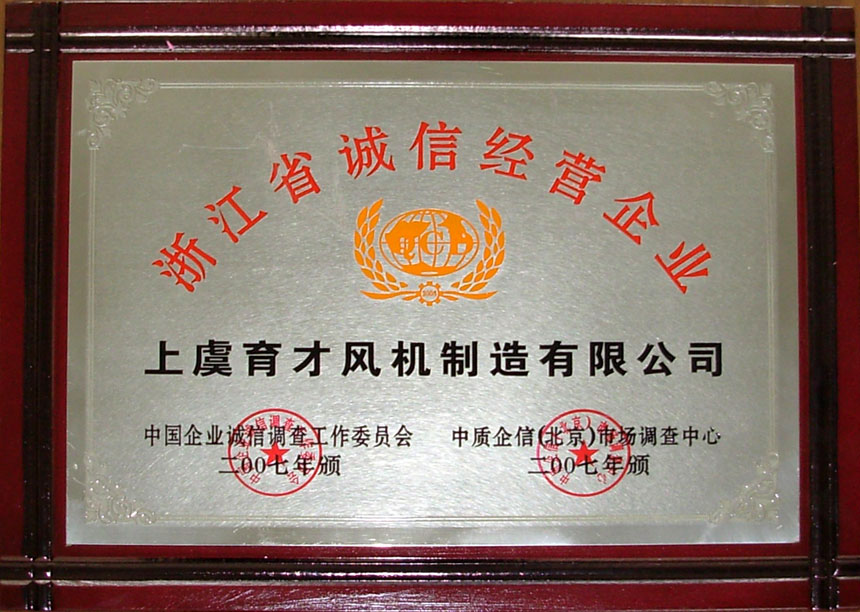 浙江省诚信经营企业
上虞育才风机制造有限公司
中国企业诚信调查工作委员会
二00七年颁
中质企信(北京)市场调查中心
二00七年颁